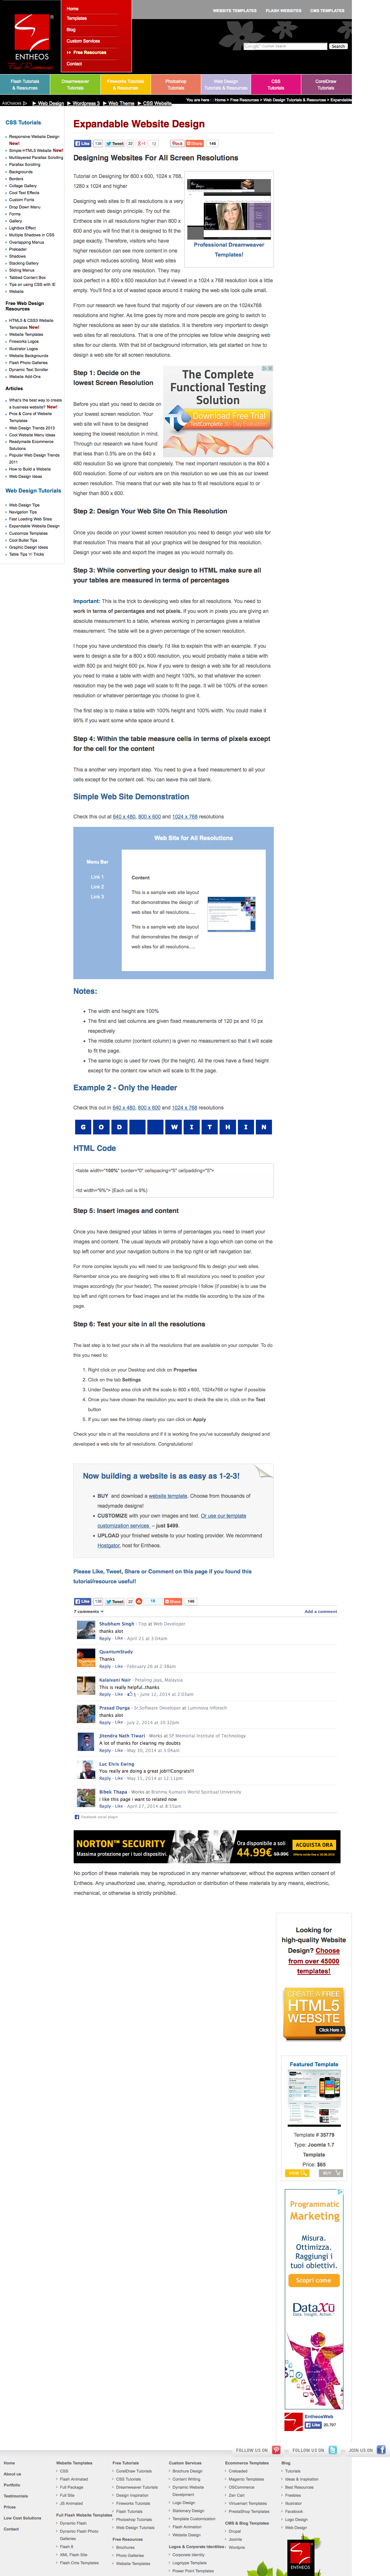 Home
Templates
Blog
Custom Services
Free Resources
Contact
ENTHEOS
WEBSITE TEMPLATES FLASH WEBSITES CMS TEMPLATES
Search
Flash Tutorials & Resources
Dreamweaver Tutorials
Fireworks Tutorials & Resources
Photoshop Tutorials
Web Design Tutorials & Resources
CSS Tutorials
CorelDraw Tutorials
AdChoices Web Design Wordpress 3 Web Theme CSS Website
You are here : Home > Free Resources > Web Design Tutorials & Resources > Expandable
CSS Tutorials
Responsive Website Design New!
Simple HTML5 Website New!
Multilayered Parallax Scrolling
Parallax Scrolling
Backgrounds
Borders
Collage Gallery
Cool Text Effects
Custom Fonts
Drop Down Menu
Forms
Gallery
Lightbox Effect
Multiple Shadows in CSS
Overlapping Menus
Preloader
Shadows
Stacking Gallery
Sliding Menus
Tabbed Content Box
Tips on using CSS with IE
Website
Free Web Design Resources
HTML5 & CSS3 Website Templates New!
Website Templates
Fireworks Logos
Illustrator Logos
Website Backgrounds
Flash Photo Galleries
Dynamic Text Scroller
Website Add-Ons
Articles
What's the best way to create a business website? New!
Pros & Cons of Website Templates
Web Design Trends 2013
Cool Website Menu Ideas
Readymade Ecommerce Solutions
Popular Web Design Trends 2011
How to Build a Website
Web Design Ideas
Web Design Tutorials
Web Design Tips
Navigation Tips
Fast Loading Web Sites
Expandable Website Design
Customize Templates
Cool Bullet Tips
Graphic Design Ideas
Table Tips 'n' Tricks
Expandable Website Design
Like 138 Tweet 22 +1 12 Pin it Share 146
Designing Websites For All Screen Resolutions
Tutorial on Designing for 800 x 600, 1024 x 768, 1280 x 1024 and higher
Professional Dreamweaver Templates!
Designing web sites to fit all resolutions is a very important web design principle. Try out the Entheos site in all resolutions higher than 800 x 600 and you will find that it is designed to fit the page exactly. Therefore, visitors who have higher resolution can see more content in one page which reduces scrolling. Most web sites are not designed for multiple resolutions. They may look perfect in a 800 x 600 resolution but if viewed in a 1024 x 768 resolution look a little out of place. You'll find a lot of empty space on the right side of the web page.
From our research we have found that majority of users are on the 1024x768 resolution and higher. As time goes by more and more users are going to switch to higher resolutions as seen by our site statistics. It is therefore very important to design web sites for all resolutions. With that bit of background information, lets get started on how to design a web site for all screen resolutions.
The Complete Functional Testing Solution
Download Free Trial
TestComplete 30-Day Evaluation
Step 1: Decide on the lowest Screen Resolution
Before you start you need to decide on your lowest resolution. Most web sites are designed keeping the lowest resolution in mind. Through our research we have found that less than 0.5% are on the 640 x 480 resolution So we ignore that completely. The next important resolution is the 800 x 600 resolution. Some of our users are still on this resolution so we can use this as our lowest resolution. This means our web site has to fit all resolutions equal to or higher than 800 x 600.
Step 2: Design Your Web Site On This Resolution
Once you decide on that your lowest screen resolution you need to design your web site for that resolution. That means you design your web site for 800 x 600. You can design and export your web design images as you would normally do.
Step 3: While converting your design to HTML make sure all your tables are measured in terms of percentages
Important: This is the trick to developing web sites for all resolutions. You need to work in terms of percentages and not pixels. If you work in pixels you are giving an absolute measurement to a table, whereas working in percentages gives a relative measurement. The table will expand according to the screen resolution.
I hope you have understood this clearly. I'd like to explain this with an example. If you were to design a site on a 800 x 600 resolution, you would probably make a table with width 800 px and height 600 px. Now if you were to design a web site for all resolutions you would need to give the width and height as 100%, so that whatever the screen resolution may be the web page will scale to fit the page. It will be 100% of the screen resolution or whatever percentage you choose to give it.
The first step is to make a table with 100% height and 100% width. You could make it 95% if you want some white space around it.
Step 4: Within the table measure cells in terms of pixels except for the cell for the content
This is another very important step. You need to give a fixed measurement to all your cells except for the content cell. You can leave this cell blank.
Simple Web Site Demonstration
Check this out at 640 x 480, 800 x 600 and 1024 x 768 resolutions
Web Site for All Resolutions
Menu Bar
Link 1
Link 2
Link 3
Content
This is a sample web site layout that demonstrates the design of web sites for all resolutions....
This is a sample web site layout that demonstrates the design of web sites for all resolutions....
Notes:
The width and height are 100%
The first and and columns are given fixed measurements of 120 px and 10 px respectively
The middle column (content column) is given no measurement so that it will scale to fit the page.
The same logic is used for rows (for the height). All the rows have a fixed height except for the content row which will scale to fit the page.
Example 2 - Only the Header
Check this out in 640 x 480, 800 x 600 and 1024 x 768 resolutions
G O D W I T H I N
HTML Code
<table width="100%" border="0" cellspacing="5" cellpadding="0">
<td width="9%"> (Each cell is 9%)
Step 5: Insert images and content
Once you have designed your tables in terms of percentages you need to insert your images and content. The usual layouts will probably have a logo which can come on the top left corner and your navigation buttons in the top right or left navigation bar.
For more complex layouts you will need to use background fills to design your web sites. Remember since you are designing web sites to fit all resolutions you need to position your images accordingly (for your header). The easiest principle I follow (if possible) is to use the left and right corners for images and let the middle of the site expand according to the size of the page.
Step 6: Test your site in all the resolutions
The last step is to test your site in all the resolutions that are available on your computer. To do this you need to:
1. Right click on your Desktop and click on Properties
2. Click on the tab Settings
3. Under Desktop area click shift the scale to 800 x 600, 1024x768 or higher if possible
4. Once you have chosen the resolution you want to check the site in, click on the Test button
5. If you can see the bitmap clearly you can click on Apply
Check your site in all the resolutions and if it is working fine you've successfully designed and developed a web site for all resolutions. Congratulations!
Now building a website is as easy as 1-2-3!
BUY and download a website template. Choose from thousands of readymade designs!
CUSTOMIZE with your own images and text. Or use our template customization services – just $499.
UPLOAD your finished website to your hosting provider. We recommend Hostgator, host for Entheos.
Please Like, Tweet, Share or Comment on this page if you found this tutorial/resource useful!
Like 138 Tweet 22 18 Share 146
7 comments Add a comment
Shubham Singh · Top at Web Developer
thanks alot
Reply · Like · April 21 at 3:04am
QuantumStudy
Thanks
Reply · Like · February 26 at 2:38am
Kalaivani Nair · Petaling Jaya, Malaysia
This is really helpful..thanks
Reply · Like · 1 · June 12, 2014 at 2:03am
Prasad Durga · Sr.Software Developer at Luminova Infotech
thanks alot
Reply · Like · July 2, 2014 at 10:32pm
Jitendra Nath Tiwari · Works at SP Memorial Institute of Technology
A lot of thanks for clearing my doubts
Reply · Like · May 30, 2014 at 3:04am
Luc Elvis Ewing
You really are doing a great job!!Congrats!!!
Reply · Like · May 15, 2014 at 12:11pm
Bibek Thapa · Works at Brahma Kumaris World Spiritual University
i like this page i want to related now
Reply · Like · April 27, 2014 at 8:55am
Facebook social plugin
NORTON™ SECURITY
Massima protezione per i tuoi dispositivi.
Ora disponibile a soli 44.99€
ACQUISTA ORA
No portion of these materials may be reproduced in any manner whatsoever, without the express written consent of Entheos. Any unauthorized use, sharing, reproduction or distribution of these materials by any means, electronic, mechanical, or otherwise is strictly prohibited.
Looking for high-quality Website Design? Choose from over 45000 templates!
CREATE A FREE HTML5 WEBSITE
Click Here >
Featured Template
Template # 35779
Type: Joomla 1.7 Template
Price: $65
VIEW BUY
Programmatic Marketing
Misura. Ottimizza. Raggiungi i tuoi obiettivi.
Scopri come
DataXu
Data, Insight, Action.
EntheosWeb
Like 20,797
FOLLOW US ON FOLLOW US ON JOIN US ON
Home
About us
Portfolio
Testimonials
Prices
Low Cost Solutions
Contact
Website Templates
CSS
Flash Animated
Full Package
Full Site
JS Animated
Full Flash Website Templates
Dynamic Flash
Dynamic Flash Photo Galleries
Flash 8
XML Flash Site
Flash Cms Templates
Free Tutorials
CorelDraw Tutorials
CSS Tutorials
Dreamweaver Tutorials
Design Inspiration
Fireworks Tutorials
Flash Tutorials
Photoshop Tutorials
Web Design Tutorials
Free Resources
Brochures
Photo Galleries
Website Templates
Custom Services
Brochure Design
Content Writing
Dynamic Website Development
Logo Design
Stationary Design
Template Customization
Flash Animation
Website Design
Logos & Corporate Identities
Corporate Identity
Logotype Template
Power Point Templates
Ecommerce Templates
Creloaded
Magento Templates
OSCommerce
Zen Cart
Virtuemart Templates
PrestaShop Templates
CMS & Blog Templates
Drupal
Joomla
Wordpress
Blog
Tutorials
Ideas & Inspiration
Best Resources
Freebies
Illustrator
Facebook
Logo Design
Web Design
ENTHEOS